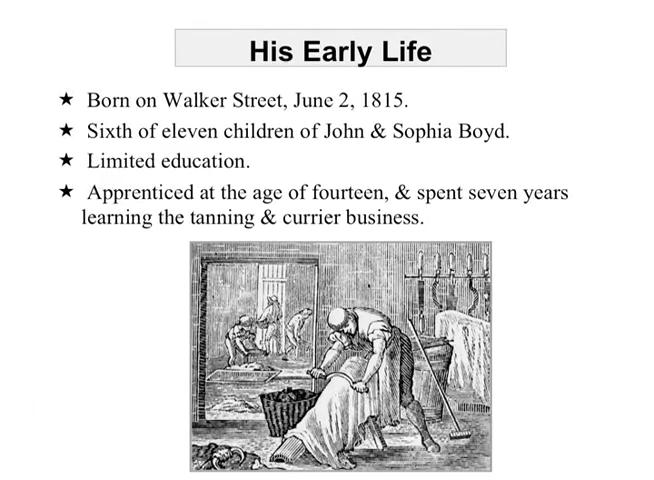 His Early Life
★ Born on Walker Street, June 2, 1815.
★ Sixth of eleven children of John & Sophia Boyd.
★ Limited education.
★ Apprenticed at the age of fourteen, & spent seven years
learning the tanning & currier business.